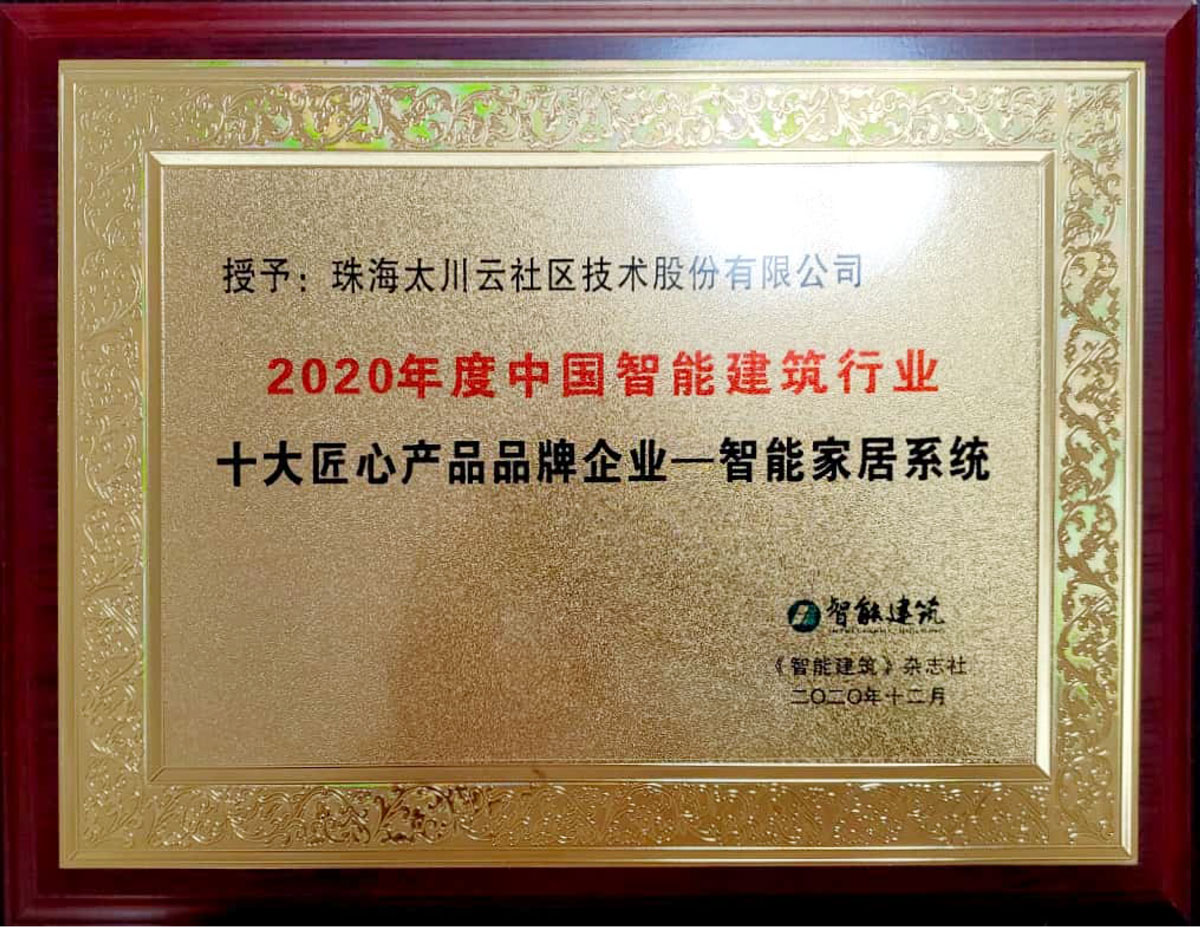 授予：珠海太川云社区技术股份有限公司
2020年度中国智能建筑行业
十大匠心产品品牌企业—智能家居系统
智能建筑
INTELLIGENT BUILDING
《智能建筑》杂志社
二〇二〇年十二月